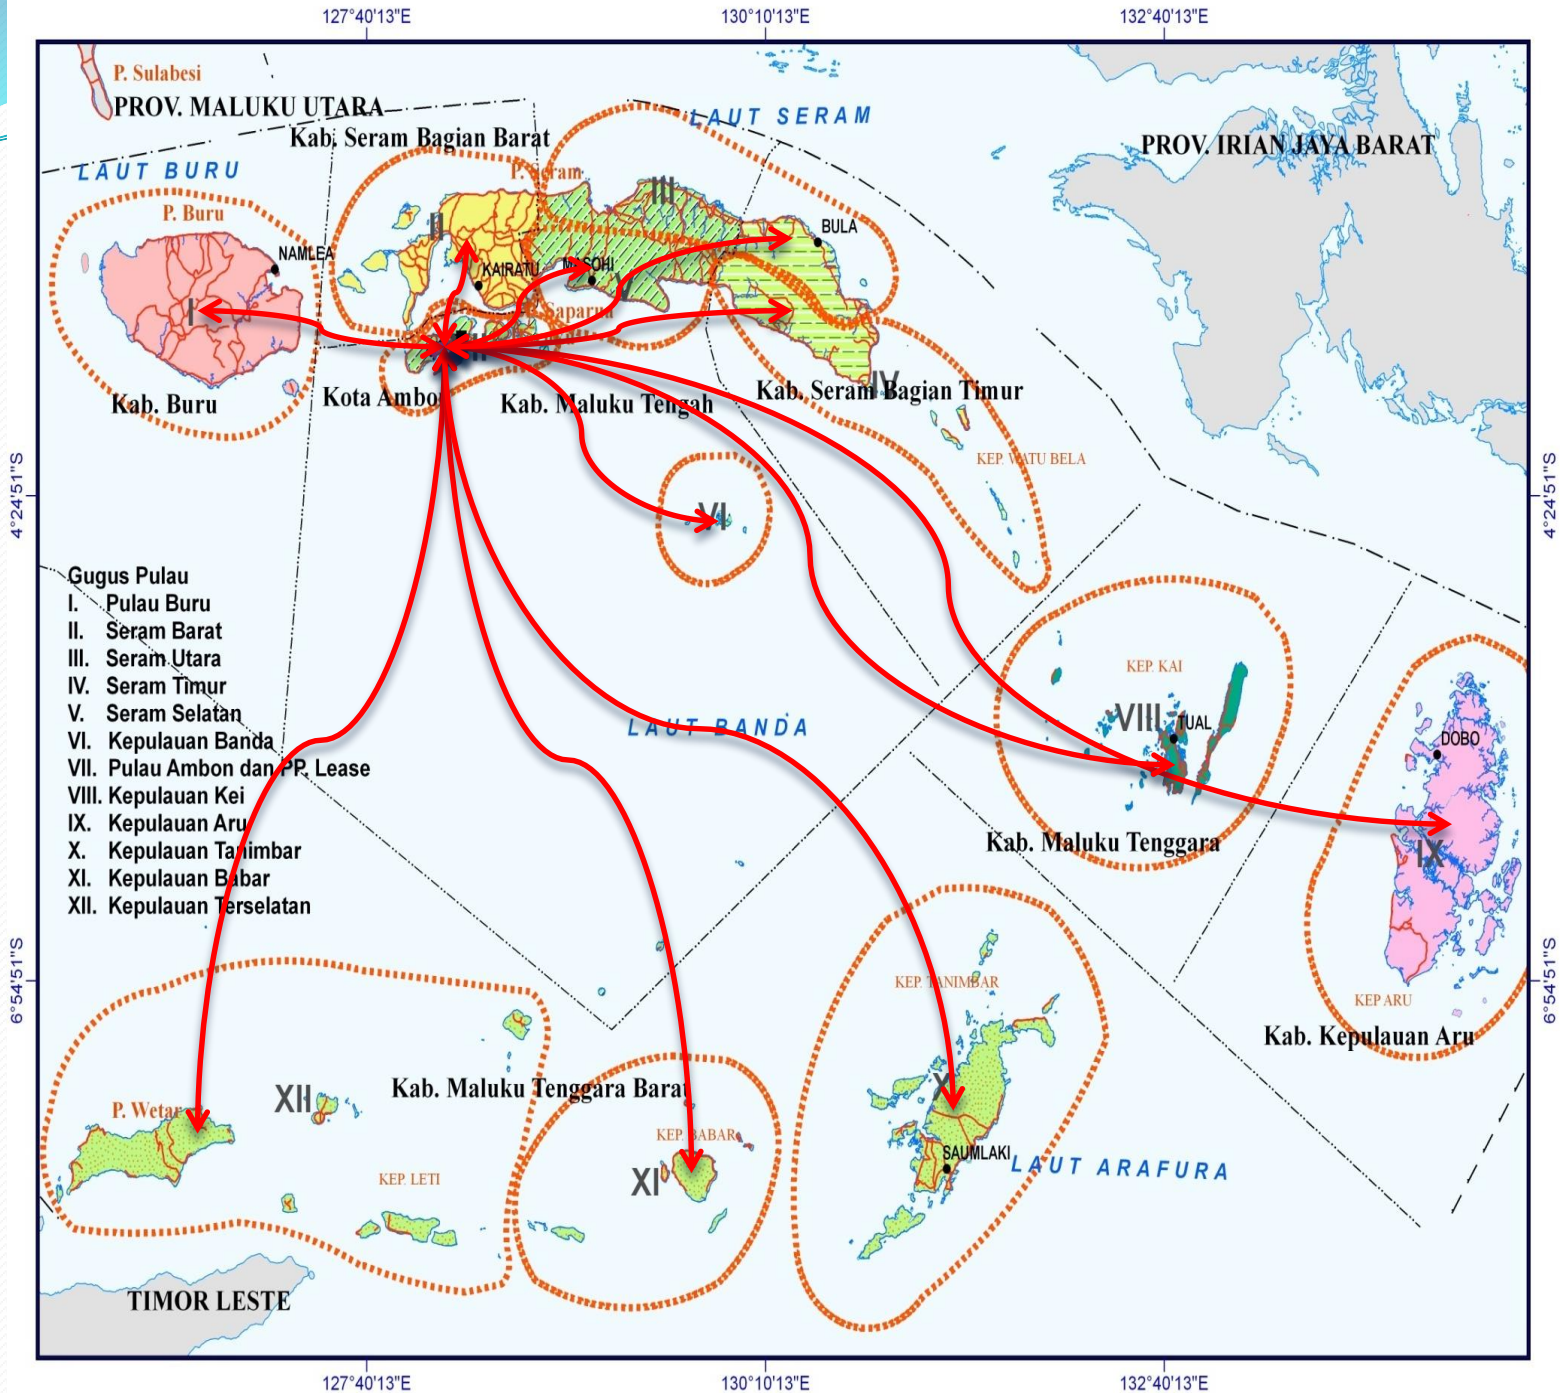 127°40'13"E
130°10'13"E
132°40'13"E
P. Sulabesi
PROV. MALUKU UTARA
LAUT SERAM
Kab. Seram Bagian Barat
PROV. IRIAN JAYA BARAT
LAUT BURU
P. Seram
III
P. Buru
II
BULA
NAMLEA
KAIRATU
MASOHI
V
I
Saparua
Kab. Buru
Kota Ambon
Kab. Maluku Tengah
Kab. Seram Bagian Timur
IV
KEP. WATU BELA
4°24'51"S
4°24'51"S
VI
Gugus Pulau
I. Pulau Buru
II. Seram Barat
III. Seram Utara
IV. Seram Timur
V. Seram Selatan
VI. Kepulauan Banda
VII. Pulau Ambon dan PP. Lease
VIII. Kepulauan Kei
IX. Kepulauan Aru
X. Kepulauan Tanimbar
XI. Kepulauan Babar
XII. Kepulauan Terselatan
LAUT BANDA
KEP. KAI
VIII
TUAL
DOBO
Kab. Maluku Tenggara
IX
KEP. TANIMBAR
6°54'51"S
6°54'51"S
KEP ARU
Kab. Kepulauan Aru
XII
Kab. Maluku Tenggara Barat
X
P. Wetar
KEP. BABAR
SAUMLAKI
LAUT ARAFURA
KEP. LETI
XI
TIMOR LESTE
127°40'13"E
130°10'13"E
132°40'13"E